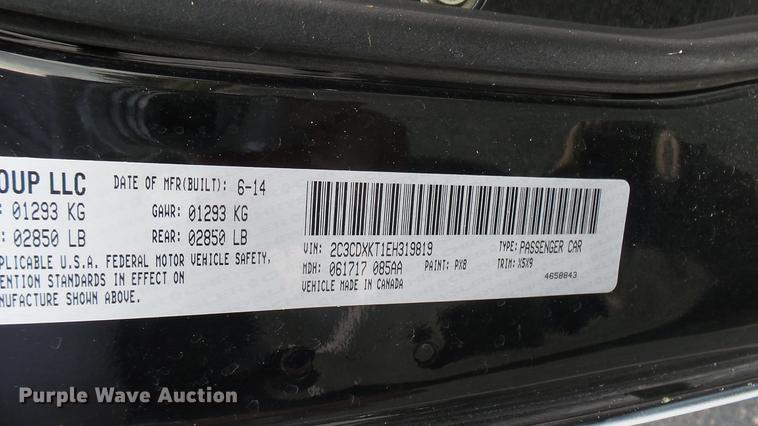 OUP LLC DATE OF MFR(BUILT): 6-14
01293 KG GAWR: 01293 KG
02850 LB REAR: 02850 LB
PLICABLE U.S.A. FEDERAL MOTOR VEHICLE SAFETY,
ENTION STANDARDS IN EFFECT ON
NUFACTURE SHOWN ABOVE.
VIN: 2C3CDXKT1EH319819 TYPE: PASSENGER CAR
MDH: 061717 085AA PAINT: PX8 TRIM: X5X9
VEHICLE MADE IN CANADA 4658843
Purple Wave Auction